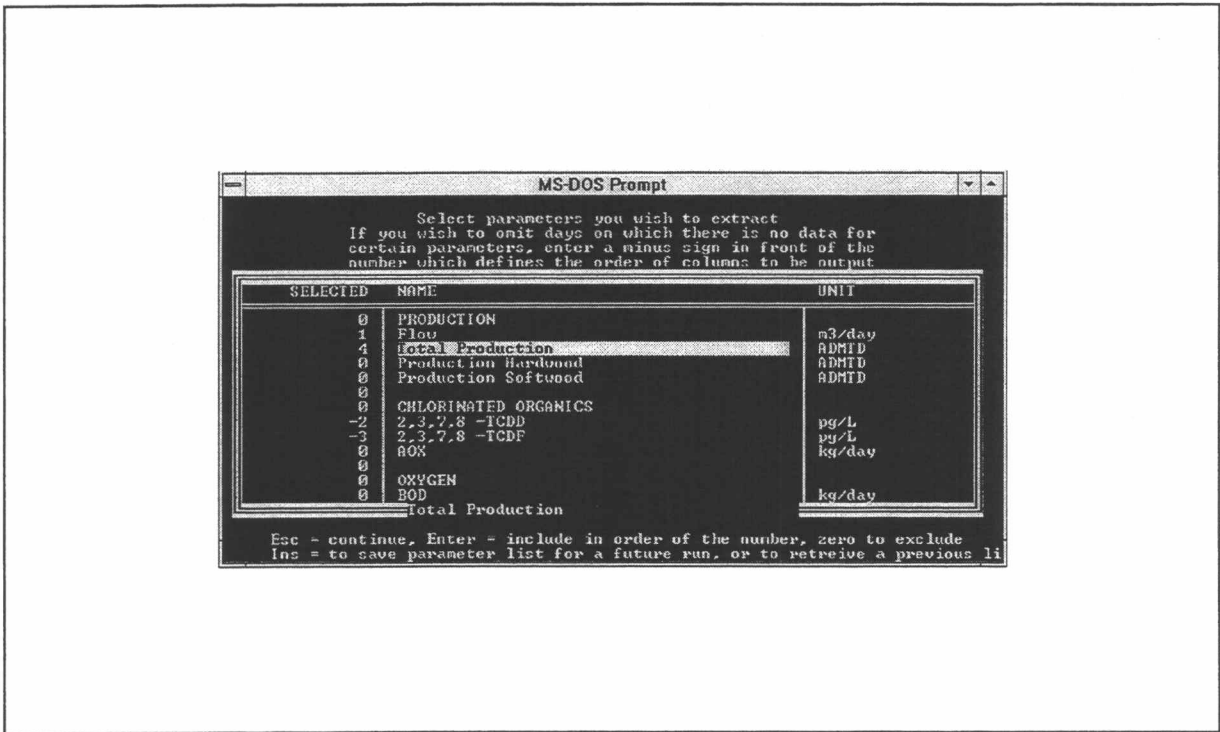 MS-DOS Prompt
Select parameters you wish to extract
If you wish to omit days on which there is no data for
certain parameters, enter a minus sign in front of the
number which defines the order of columns to be output
SELECTED NAME UNIT
0 PRODUCTION
1 Flow m3/day
4 Total Production ADMTD
0 Production Hardwood ADMTD
0 Production Softwood ADMTD
0
0 CHLORINATED ORGANICS
-2 2,3,7,8 -TCDD pg/L
-3 2,3,7,8 -TCDF pg/L
0 AOX kg/day
0
0 OXYGEN
0 BOD kg/day
Total Production
Esc = continue, Enter = include in order of the number, zero to exclude
Ins = to save parameter list for a future run, or to retreive a previous li